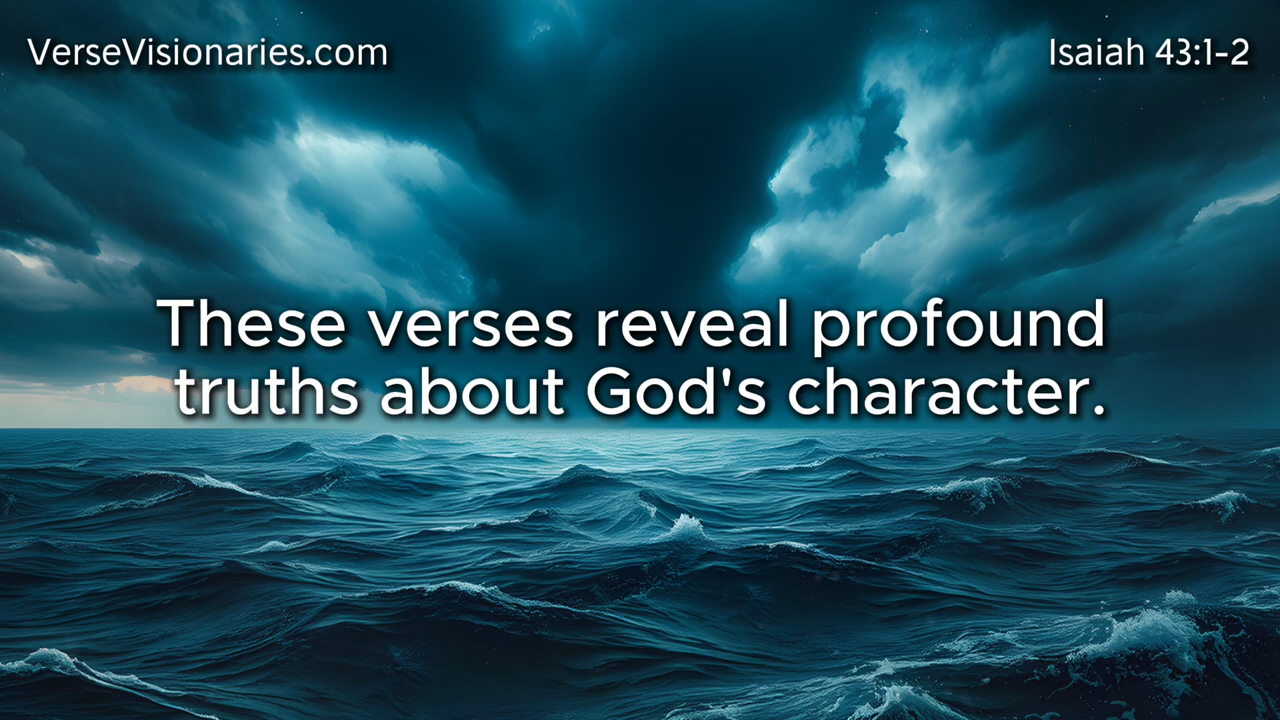 VerseVisionaries.com
Isaiah 43:1-2
These verses reveal profound
truths about God's character.